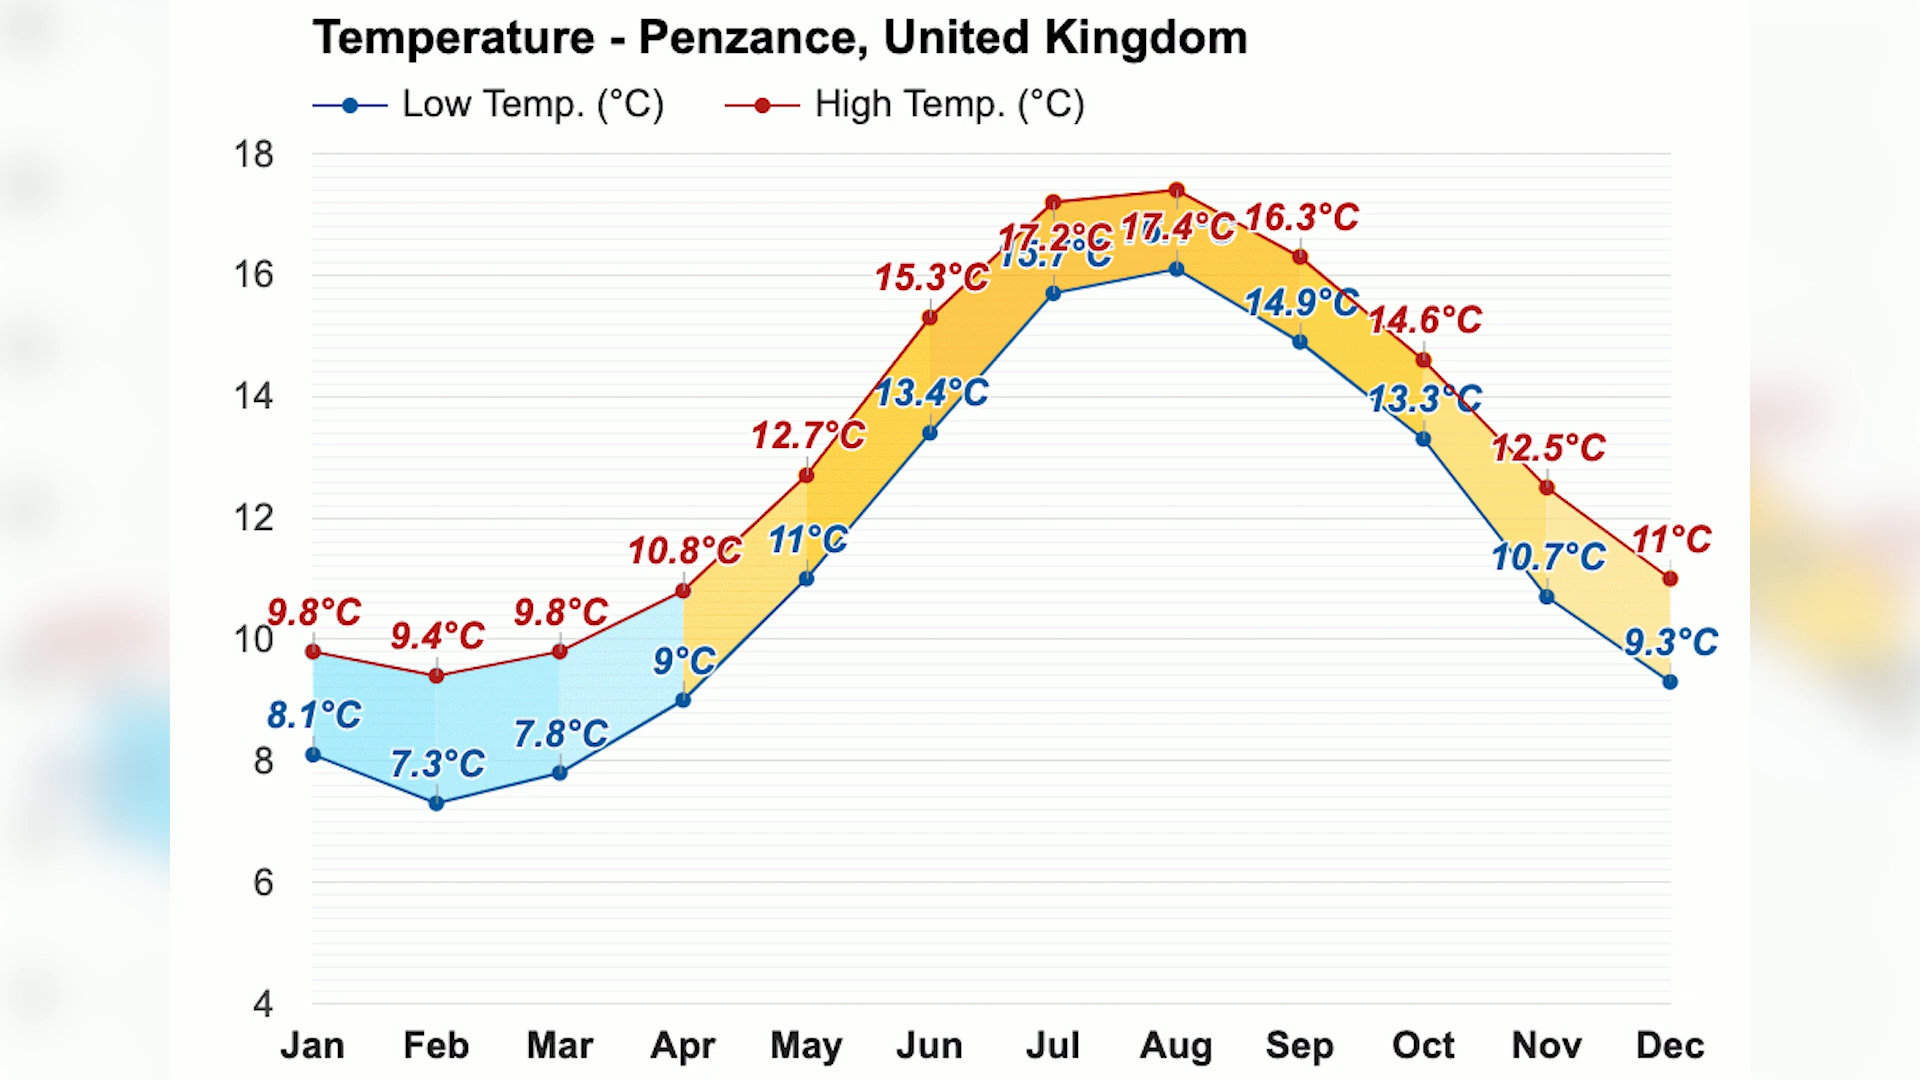 Temperature - Penzance, United Kingdom
Low Temp. (°C) High Temp. (°C)
18
16
14
12
10
8
6
4
9.8°C 9.4°C 9.8°C 10.8°C 12.7°C 15.3°C 17.2°C 17.4°C 16.3°C 14.6°C 12.5°C 11°C
8.1°C 7.3°C 7.8°C 9°C 11°C 13.4°C 15.7°C 14.9°C 13.3°C 10.7°C 9.3°C
Jan Feb Mar Apr May Jun Jul Aug Sep Oct Nov Dec